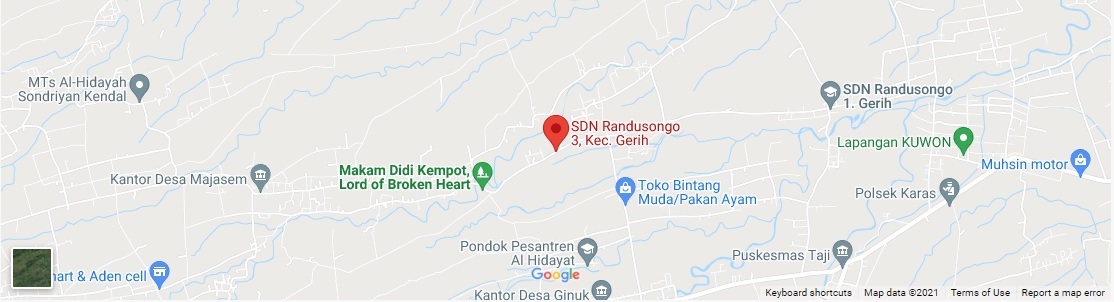 MTs Al-Hidayah
Sondriyan Kendal
SDN Randusongo
1. Gerih
SDN Randusongo
3, Kec. Gerih
Lapangan KUWON
Muhsin motor
Makam Didi Kempot,
Lord of Broken Heart
Kantor Desa Majasem
Toko Bintang
Muda/Pakan Ayam
Polsek Karas
Pondok Pesantren
Al Hidayat
Puskesmas Taji
Google
& Aden cell
Kantor Desa Ginuk
Keyboard shortcuts
Map data ©2021
Terms of Use
Report a map error